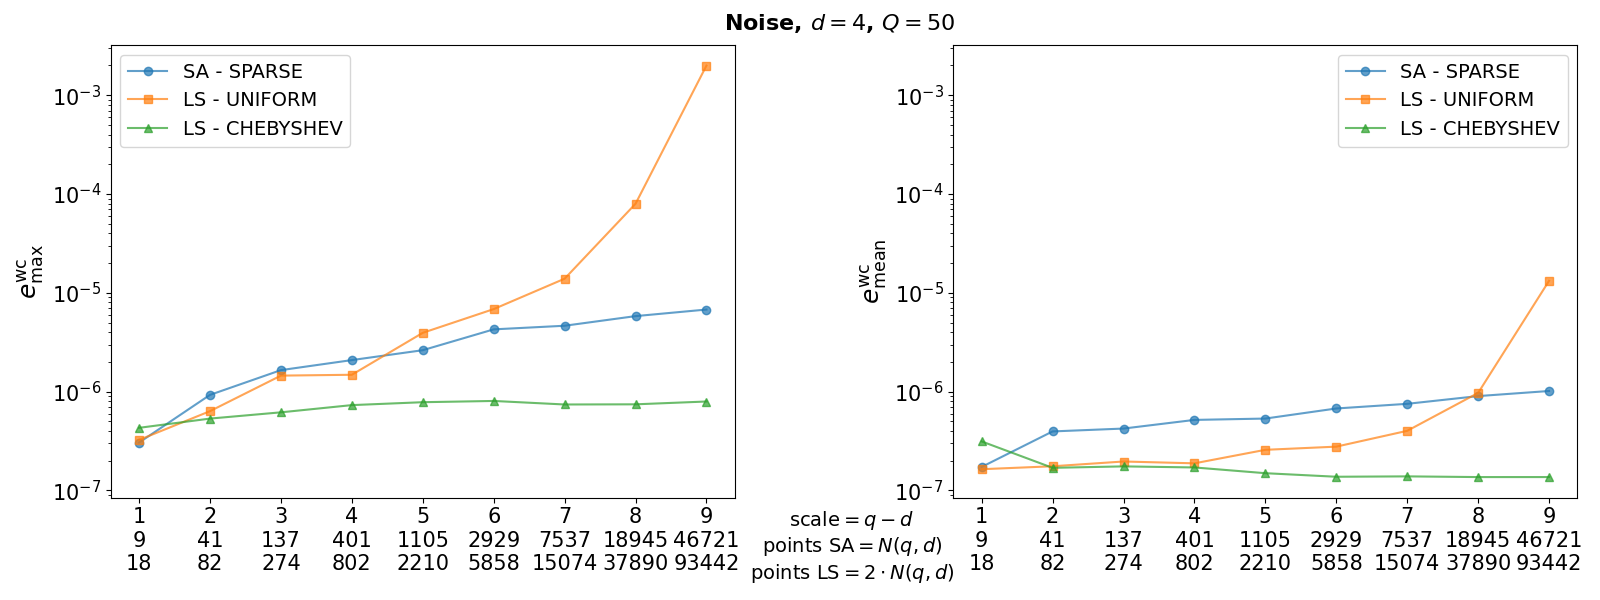 Noise, d = 4, Q = 50
SA - SPARSE
LS - UNIFORM
LS - CHEBYSHEV
10⁻³
10⁻⁴
10⁻⁵
10⁻⁶
10⁻⁷
e^wc_max
1 2 3 4 5 6 7 8 9
9 41 137 401 1105 2929 7537 18945 46721
18 82 274 802 2210 5858 15074 37890 93442
scale = q − d
points SA = N(q, d)
points LS = 2 · N(q, d)
SA - SPARSE
LS - UNIFORM
LS - CHEBYSHEV
10⁻³
10⁻⁴
10⁻⁵
10⁻⁶
10⁻⁷
e^wc_mean
1 2 3 4 5 6 7 8 9
9 41 137 401 1105 2929 7537 18945 46721
18 82 274 802 2210 5858 15074 37890 93442